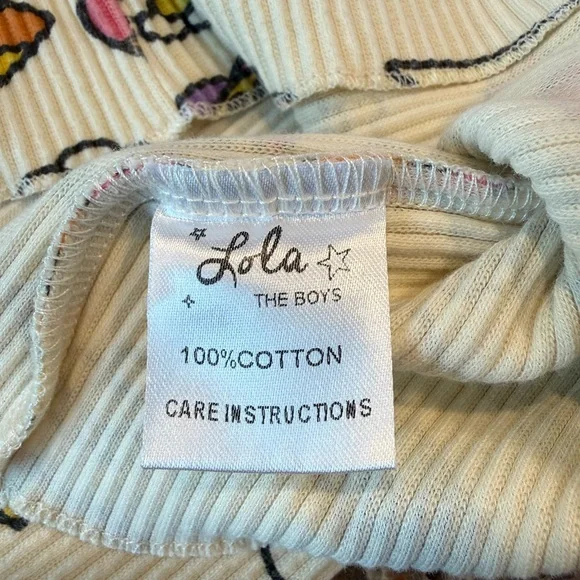 Lola
THE BOYS
100%COTTON
CARE INSTRUCTIONS